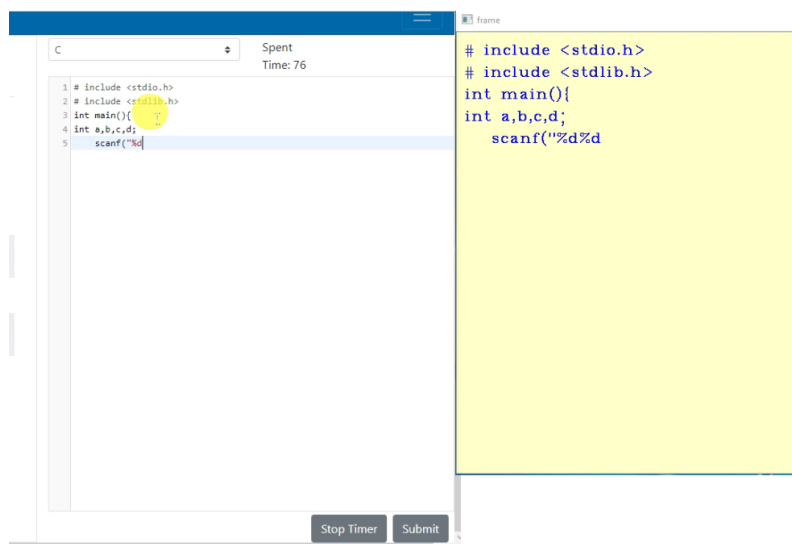 C
Spent
Time: 76
1 # include <stdio.h>
2 # include <stdlib.h>
3 int main(){
4 int a,b,c,d;
5 scanf("%d
Stop Timer
Submit
frame
# include <stdio.h>
# include <stdlib.h>
int main(){
int a,b,c,d;
scanf("%d%d